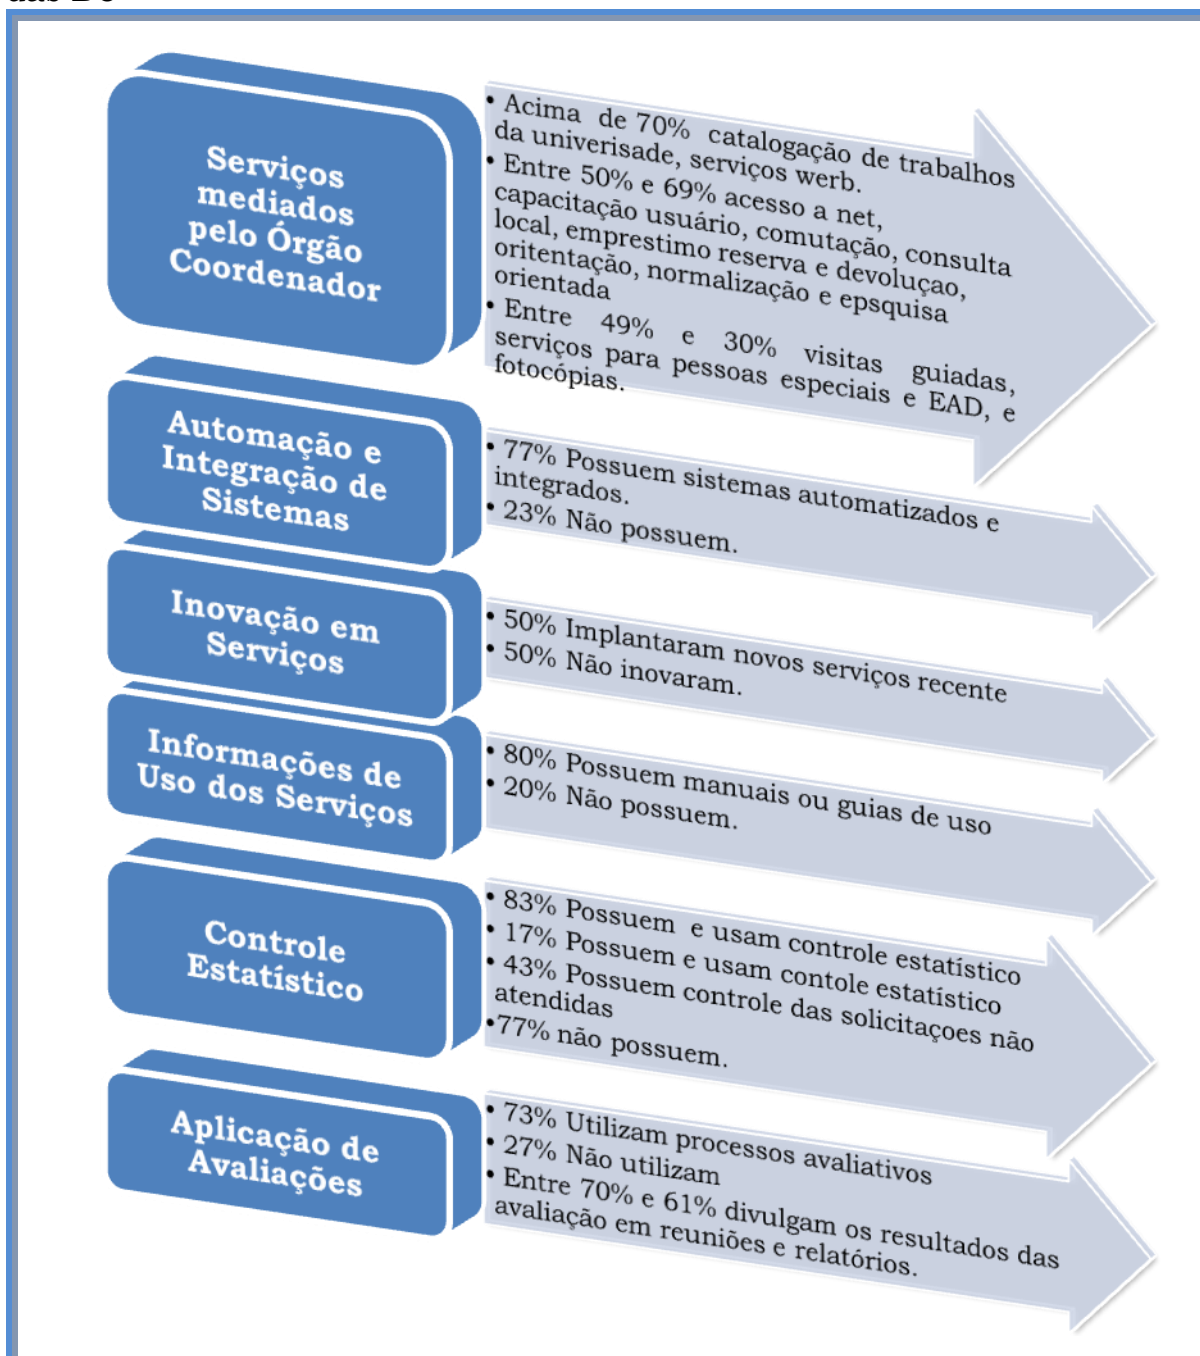 Serviços
mediados
pelo Órgão
Coordenador
• Acima de 70% catalogação de trabalhos
da univerisade, serviços werb.
• Entre 50% e 69% acesso a net,
capacitação usuário, comutação, consulta
local, emprestimo reserva e devoluçao,
oritentação, normalização e epsquisa
orientada
• Entre 49% e 30% visitas guiadas,
serviços para pessoas especiais e EAD, e
fotocópias.
Automação e
Integração de
Sistemas
• 77% Possuem sistemas automatizados e
integrados.
• 23% Não possuem.
Inovação em
Serviços
• 50% Implantaram novos serviços recente
• 50% Não inovaram.
Informações de
Uso dos Serviços
• 80% Possuem manuais ou guias de uso
• 20% Não possuem.
Controle
Estatístico
• 83% Possuem e usam controle estatístico
• 17% Possuem e usam contole estatístico
• 43% Possuem controle das solicitaçoes não
atendidas
•77% não possuem.
Aplicação de
Avaliações
• 73% Utilizam processos avaliativos
• 27% Não utilizam
• Entre 70% e 61% divulgam os resultados das
avaliação em reuniões e relatórios.